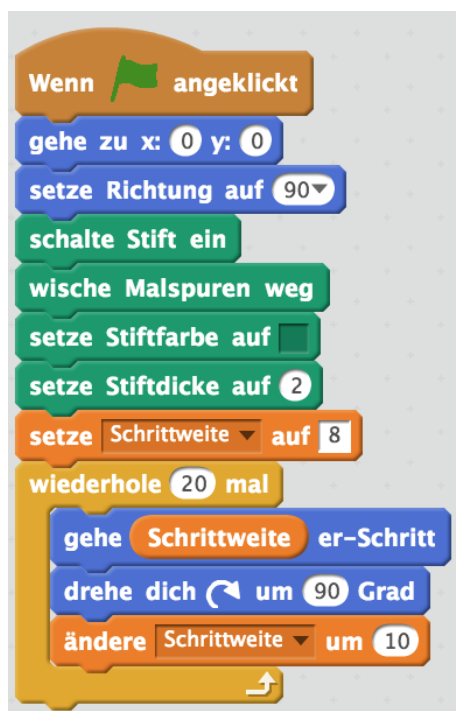 Wenn angeklickt
gehe zu x: 0 y: 0
setze Richtung auf 90
schalte Stift ein
wische Malspuren weg
setze Stiftfarbe auf
setze Stiftdicke auf 2
setze Schrittweite auf 8
wiederhole 20 mal
gehe Schrittweite er-Schritt
drehe dich um 90 Grad
ändere Schrittweite um 10